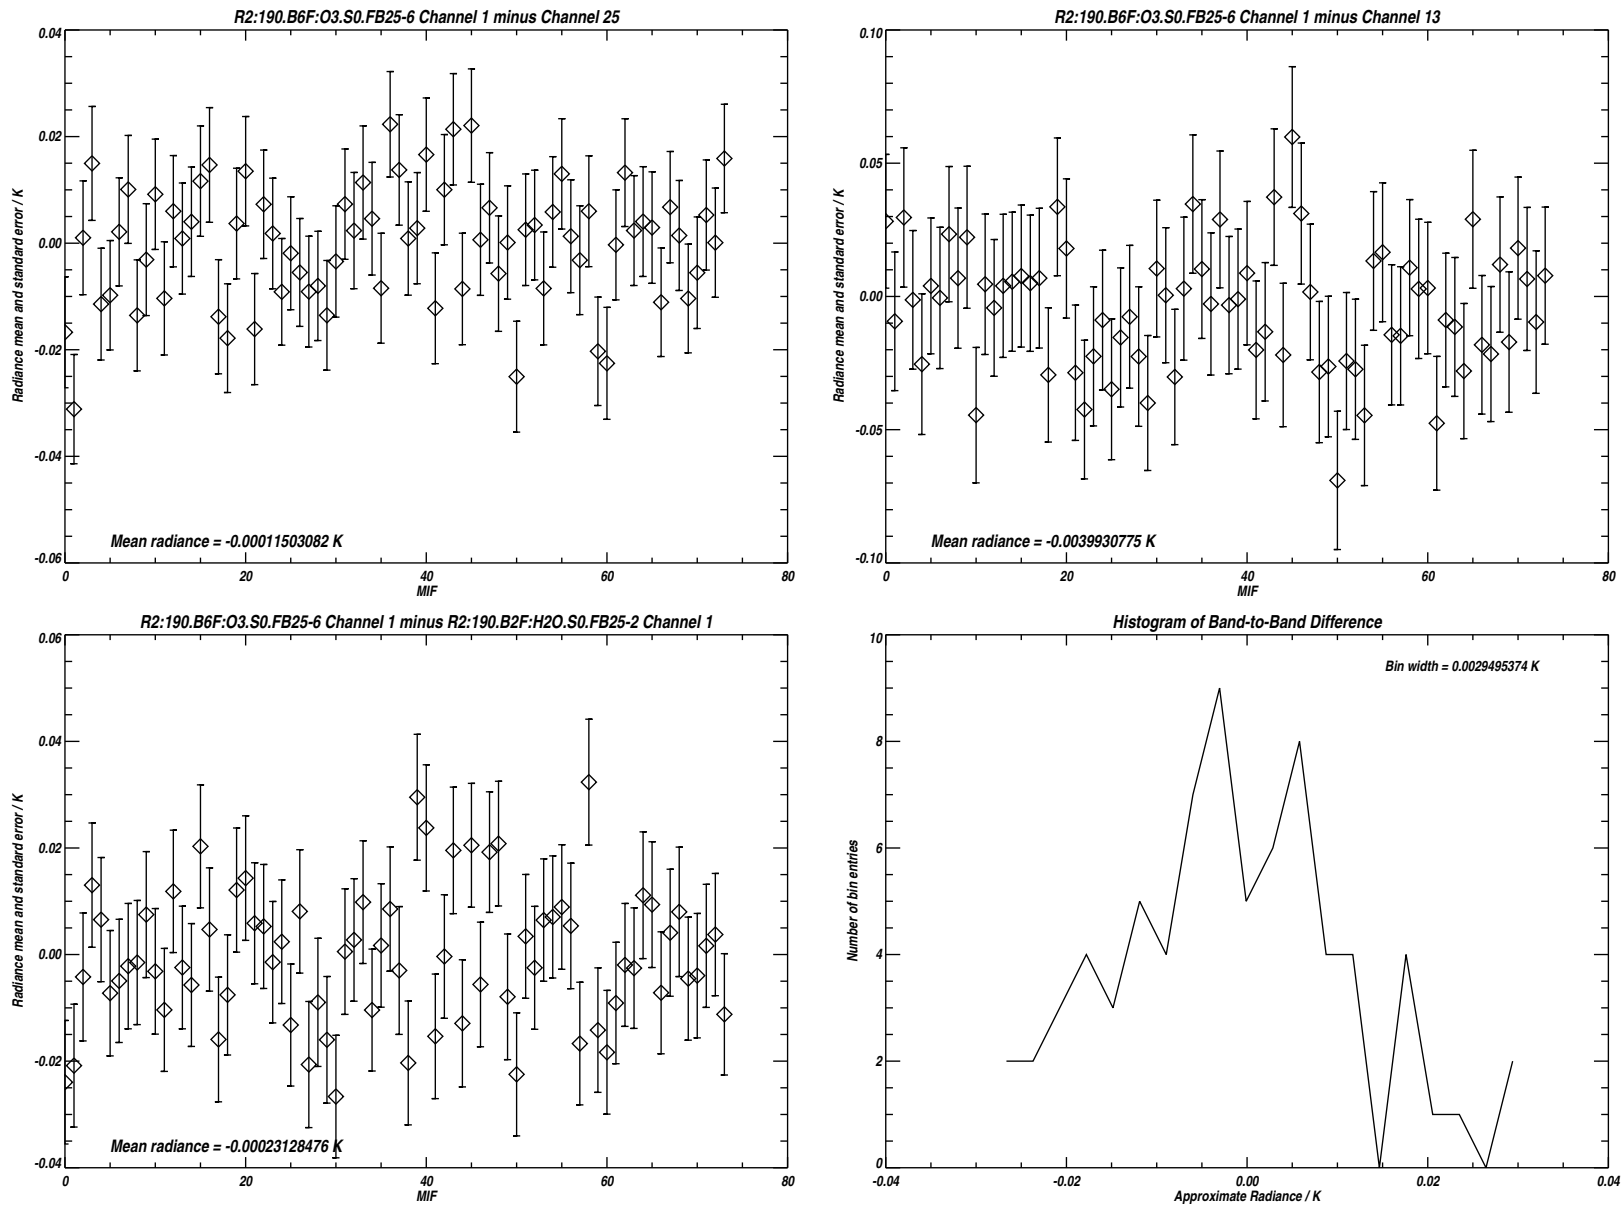 R2:190.B6F:O3.S0.FB25-6 Channel 1 minus Channel 25
0.04
0.02
0.00
-0.02
-0.04
-0.06
Radiance mean and standard error / K
Mean radiance = -0.00011503082 K
0 20 40 60 80
MIF
R2:190.B6F:O3.S0.FB25-6 Channel 1 minus Channel 13
0.10
0.05
0.00
-0.05
-0.10
Radiance mean and standard error / K
Mean radiance = -0.0039930775 K
0 20 40 60 80
MIF
R2:190.B6F:O3.S0.FB25-6 Channel 1 minus R2:190.B2F:H2O.S0.FB25-2 Channel 1
0.06
0.04
0.02
0.00
-0.02
-0.04
Radiance mean and standard error / K
Mean radiance = -0.00023128476 K
0 20 40 60 80
MIF
Histogram of Band-to-Band Difference
10
8
6
4
2
0
Number of bin entries
Bin width = 0.0029495374 K
-0.04 -0.02 0.00 0.02 0.04
Approximate Radiance / K